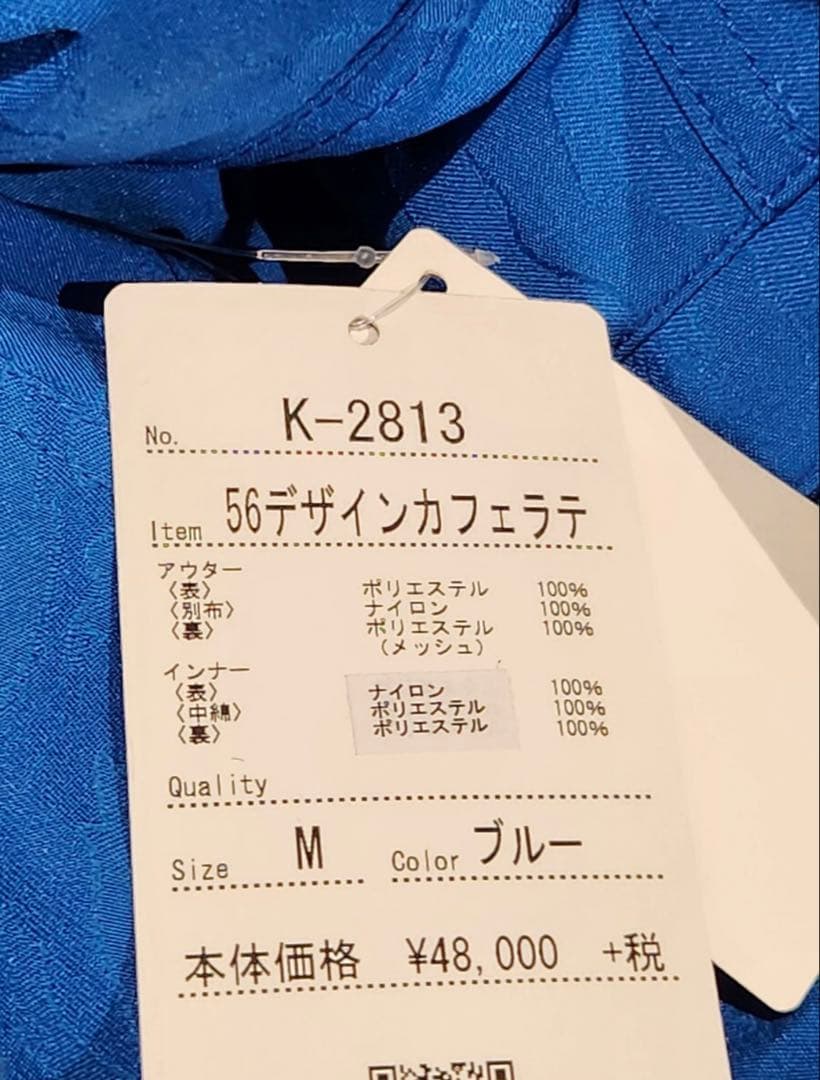 No. K-2813
Item 56デザインカフェラテ
アウター
〈表〉 ポリエステル 100%
〈別布〉 ナイロン 100%
〈裏〉 ポリエステル 100%
(メッシュ)
インナー
〈表〉 ナイロン 100%
〈中綿〉 ポリエステル 100%
〈裏〉 ポリエステル 100%
Quality
Size M Color ブルー
本体価格 ¥48,000 +税